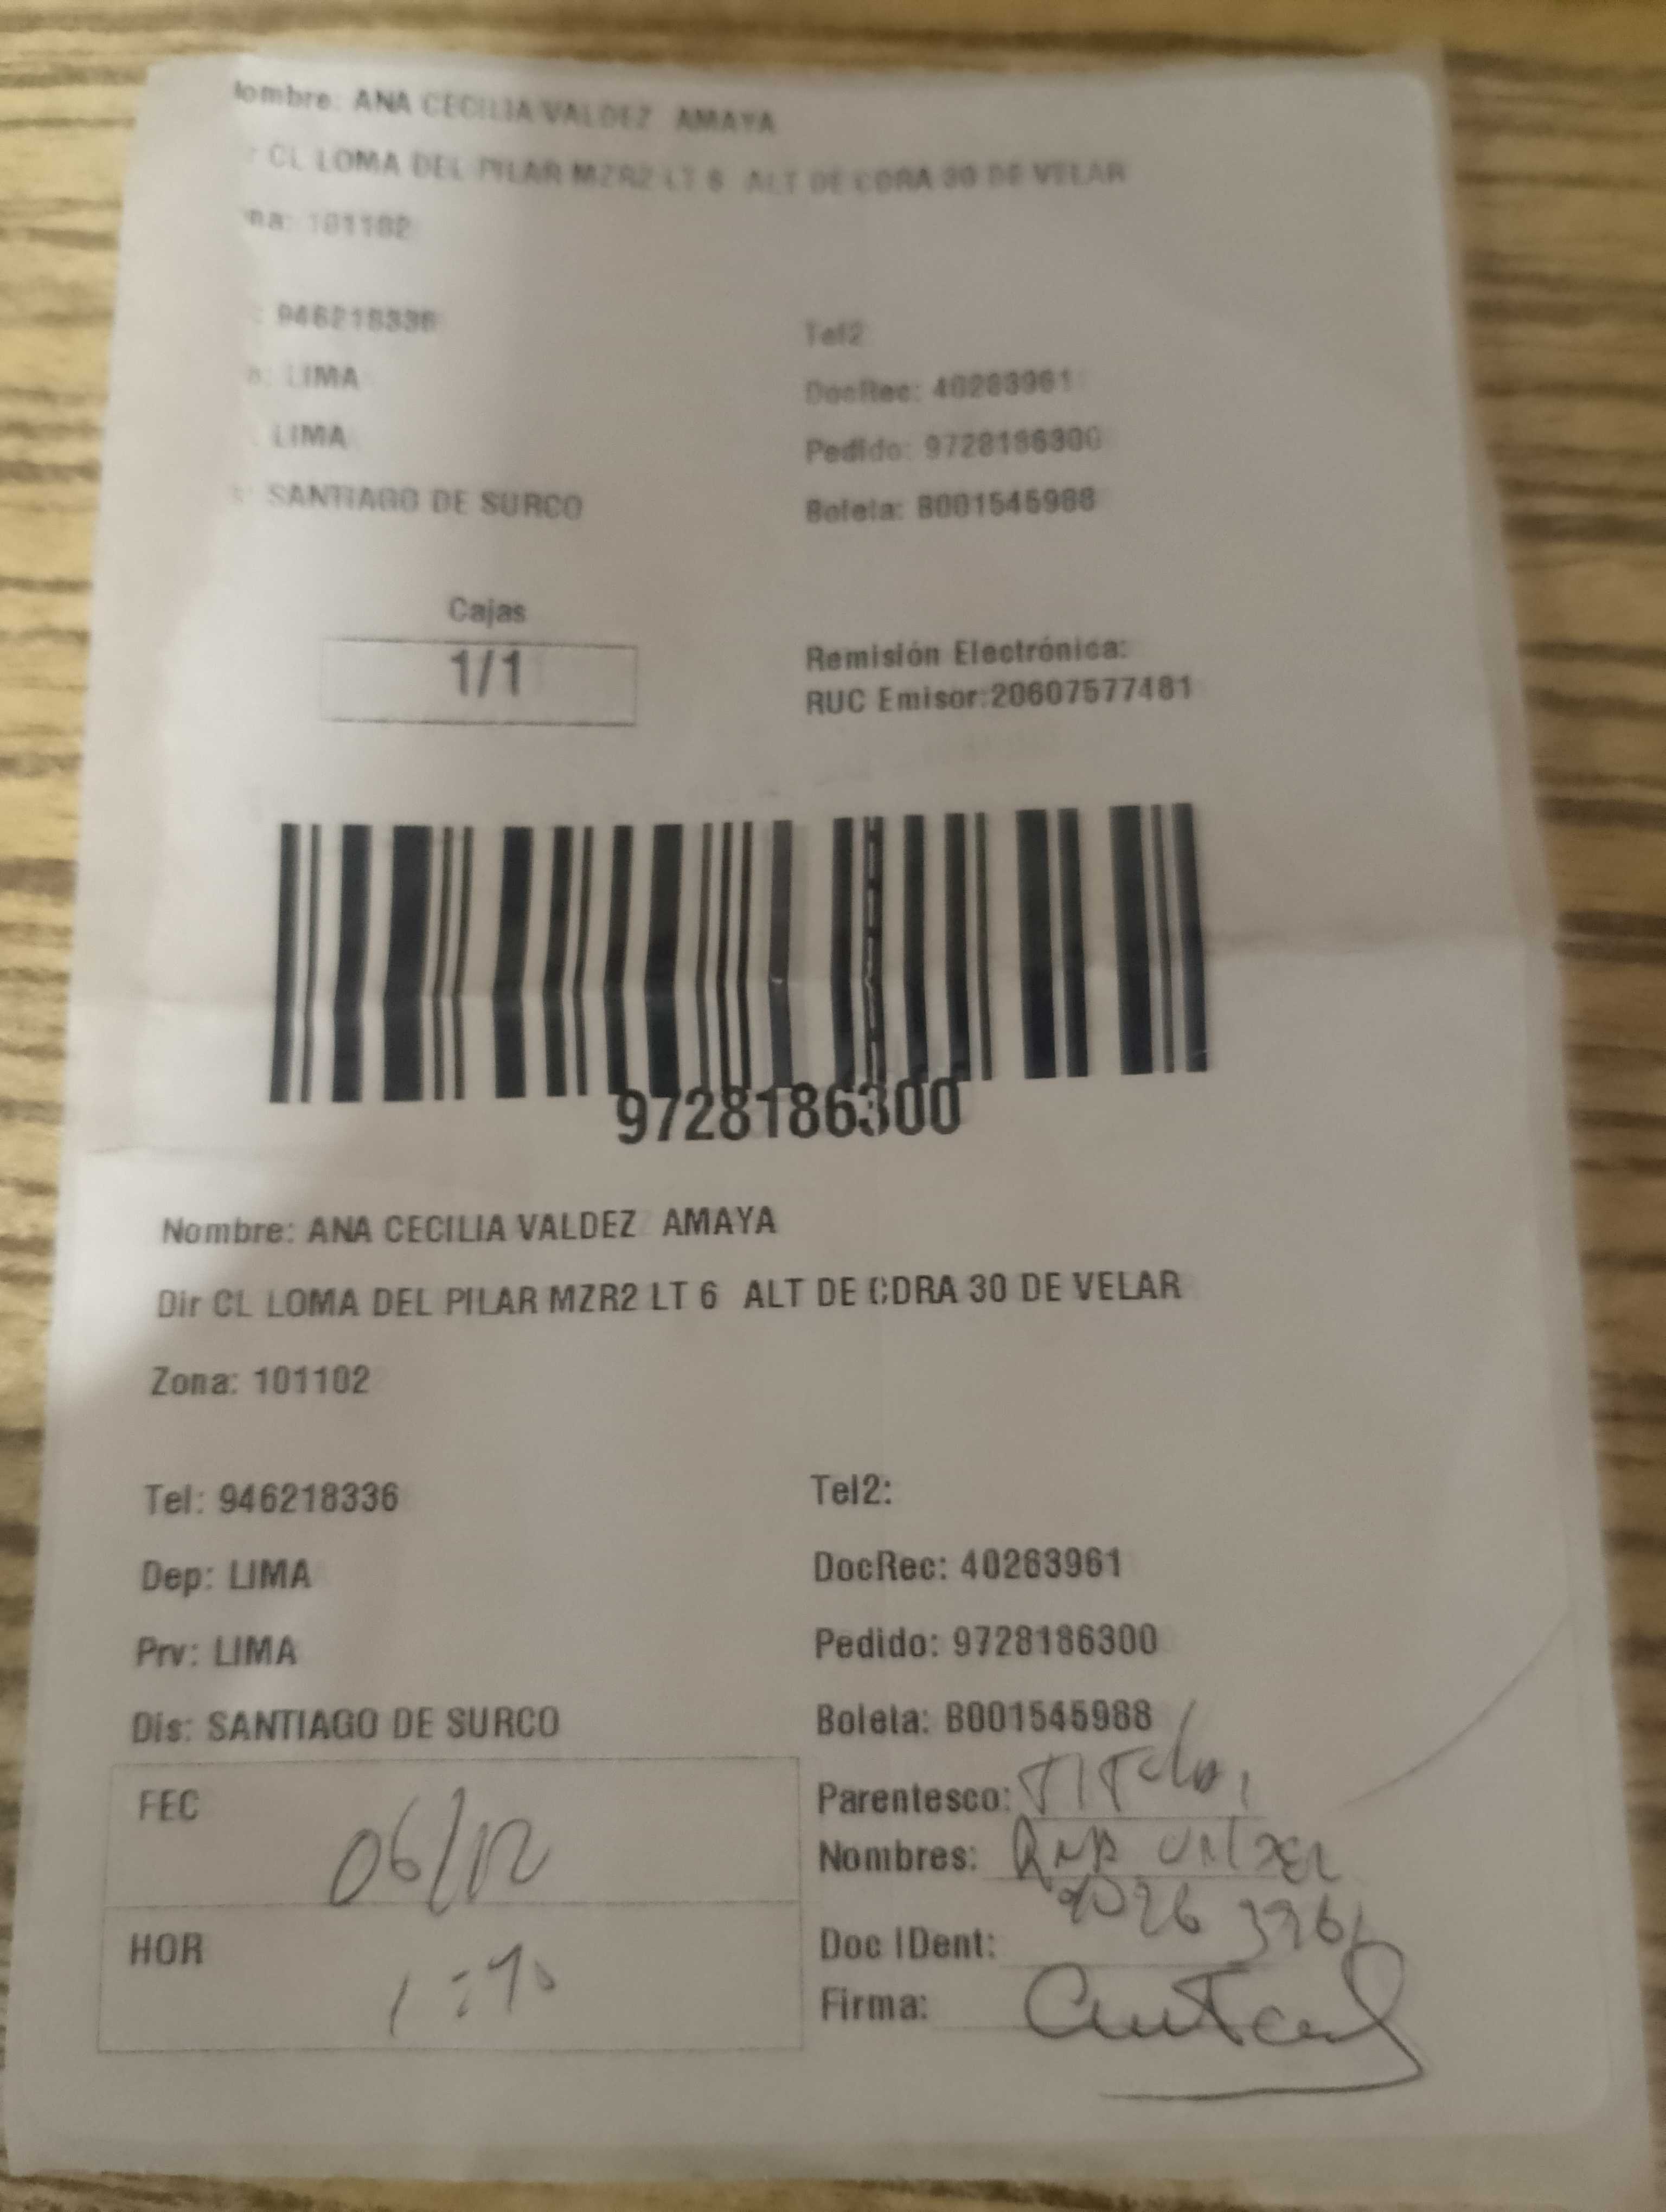 ombre: ANA CECILIA VALDEZ AMAYA
r CL LOMA DEL PILAR MZR2 LT 6 ALT DE CDRA 30 DE VELAR
na: 101102
: 946218336
Tel2
: LIMA
DocRec: 40263961
LIMA
Pedido: 9728186300
: SANTIAGO DE SURCO
Boleta: B001545988
Cajas
1/1
Remisión Electrónica:
RUC Emisor:20607577481
9728186300
Nombre: ANA CECILIA VALDEZ AMAYA
Dir CL LOMA DEL PILAR MZR2 LT 6 ALT DE CDRA 30 DE VELAR
Zona: 101102
Tel: 946218336
Tel2:
Dep: LIMA
DocRec: 40263961
Prv: LIMA
Pedido: 9728186300
Dis: SANTIAGO DE SURCO
Boleta: B001545988
FEC 06/12
Parentesco:
Nombres: ANA VALDEZ
HOR
Doc IDent: 40263961
Firma: